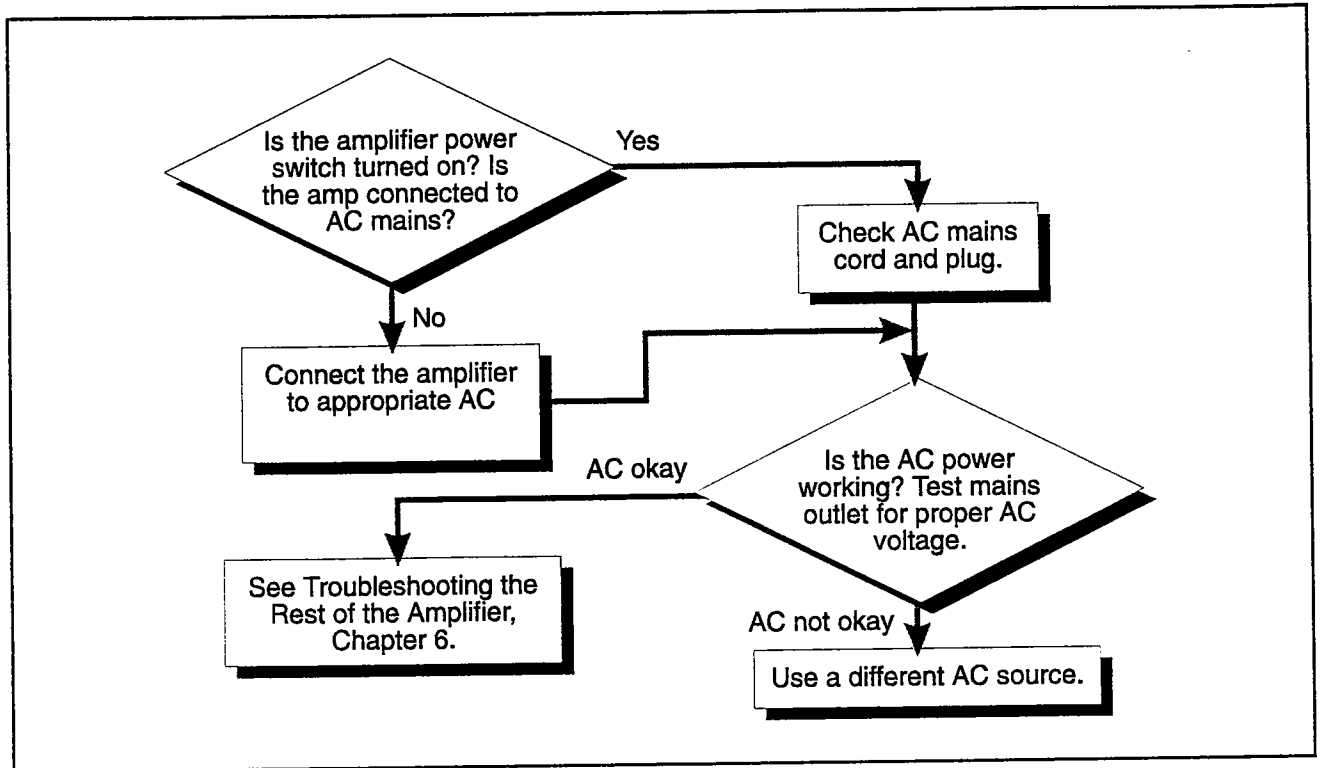 Is the amplifier power
switch turned on? Is
the amp connected to
AC mains?
Yes
Check AC mains
cord and plug.
No
Connect the amplifier
to appropriate AC
Is the AC power
working? Test mains
outlet for proper AC
voltage.
AC okay
See Troubleshooting the
Rest of the Amplifier,
Chapter 6.
AC not okay
Use a different AC source.